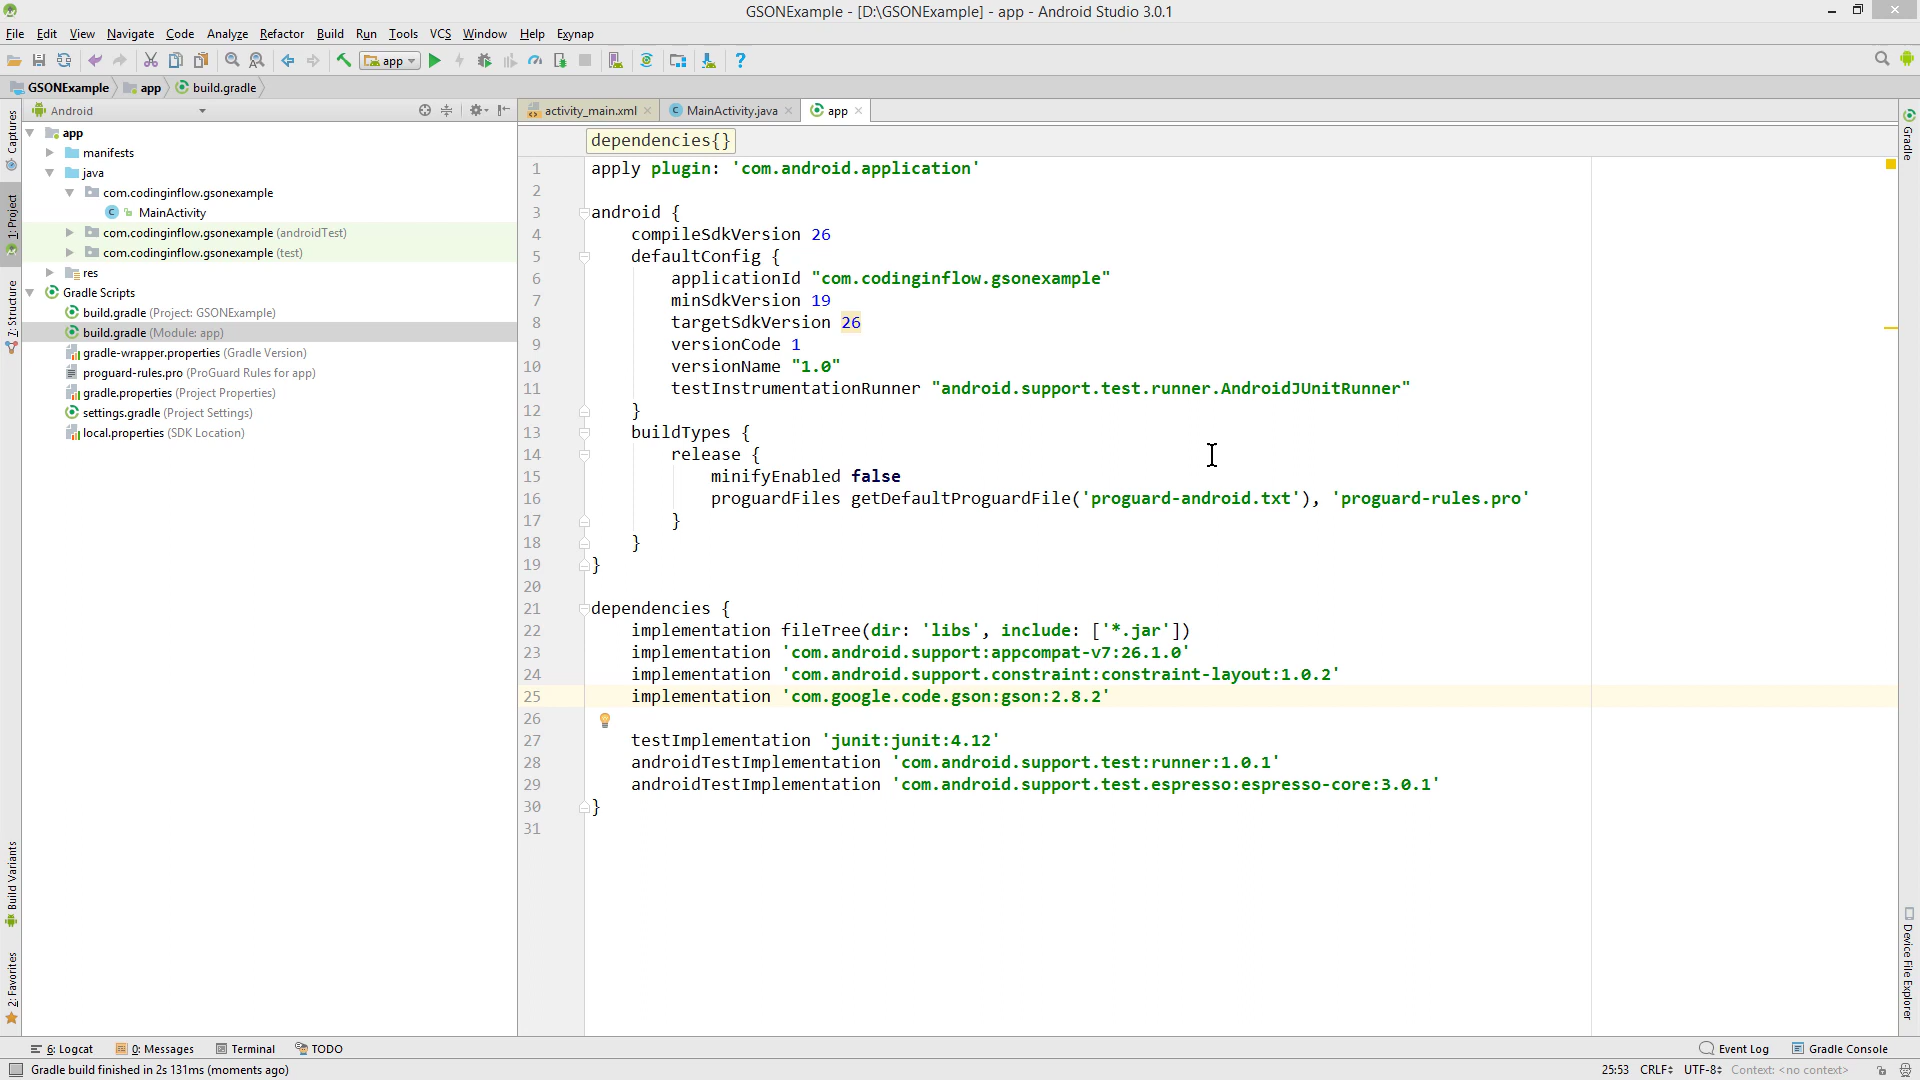 GSONExample - [D:\GSONExample] - app - Android Studio 3.0.1
File Edit View Navigate Code Analyze Refactor Build Run Tools VCS Window Help Exynap
app
GSONExample app build.gradle
Android
activity_main.xml MainActivity.java app
Captures
1: Project
7: Structure
Build Variants
2: Favorites
app
manifests
java
com.codinginflow.gsonexample
MainActivity
com.codinginflow.gsonexample (androidTest)
com.codinginflow.gsonexample (test)
res
Gradle Scripts
build.gradle (Project: GSONExample)
build.gradle (Module: app)
gradle-wrapper.properties (Gradle Version)
proguard-rules.pro (ProGuard Rules for app)
gradle.properties (Project Properties)
settings.gradle (Project Settings)
local.properties (SDK Location)
dependencies{}
1 apply plugin: 'com.android.application'
2
3 android {
4 compileSdkVersion 26
5 defaultConfig {
6 applicationId "com.codinginflow.gsonexample"
7 minSdkVersion 19
8 targetSdkVersion 26
9 versionCode 1
10 versionName "1.0"
11 testInstrumentationRunner "android.support.test.runner.AndroidJUnitRunner"
12 }
13 buildTypes {
14 release {
15 minifyEnabled false
16 proguardFiles getDefaultProguardFile('proguard-android.txt'), 'proguard-rules.pro'
17 }
18 }
19 }
20
21 dependencies {
22 implementation fileTree(dir: 'libs', include: ['*.jar'])
23 implementation 'com.android.support:appcompat-v7:26.1.0'
24 implementation 'com.android.support.constraint:constraint-layout:1.0.2'
25 implementation 'com.google.code.gson:gson:2.8.2'
26
27 testImplementation 'junit:junit:4.12'
28 androidTestImplementation 'com.android.support.test:runner:1.0.1'
29 androidTestImplementation 'com.android.support.test.espresso:espresso-core:3.0.1'
30 }
31
Gradle
Device File Explorer
6: Logcat 0: Messages Terminal TODO Event Log Gradle Console
Gradle build finished in 2s 131ms (moments ago) 25:53 CRLF UTF-8 Context: <no context>